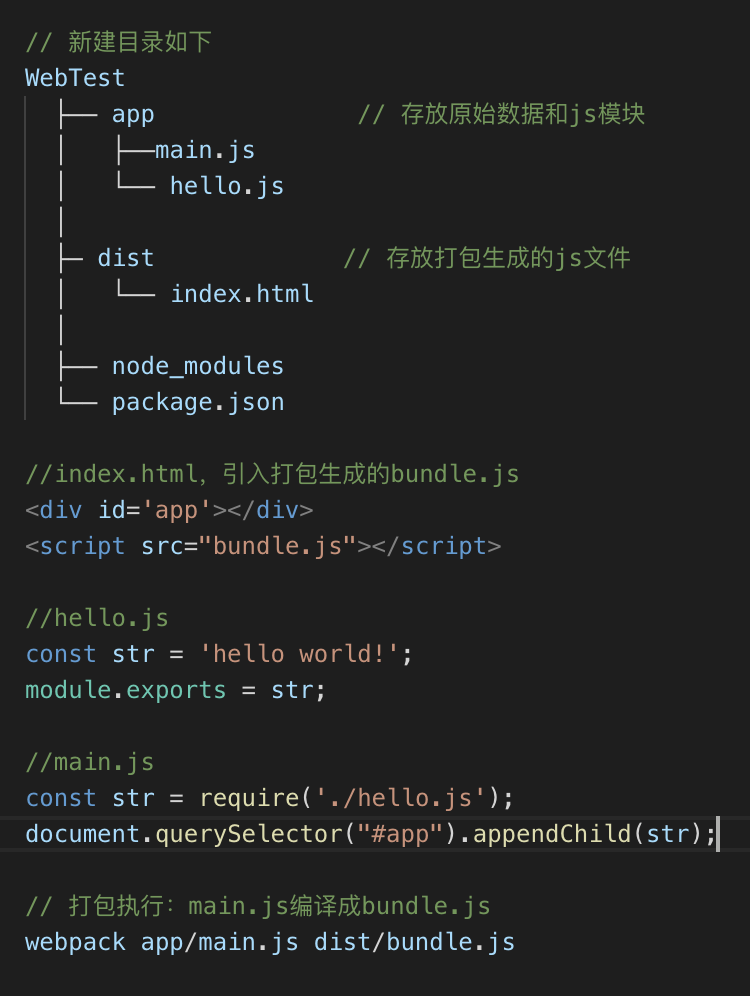 // 新建目录如下
WebTest
├── app // 存放原始数据和js模块
│ ├──main.js
│ └── hello.js
│
├─ dist // 存放打包生成的js文件
│ └── index.html
│
├── node_modules
└── package.json
//index.html，引入打包生成的bundle.js
<div id='app'></div>
<script src="bundle.js"></script>
//hello.js
const str = 'hello world!';
module.exports = str;
//main.js
const str = require('./hello.js');
document.querySelector("#app").appendChild(str);
// 打包执行：main.js编译成bundle.js
webpack app/main.js dist/bundle.js